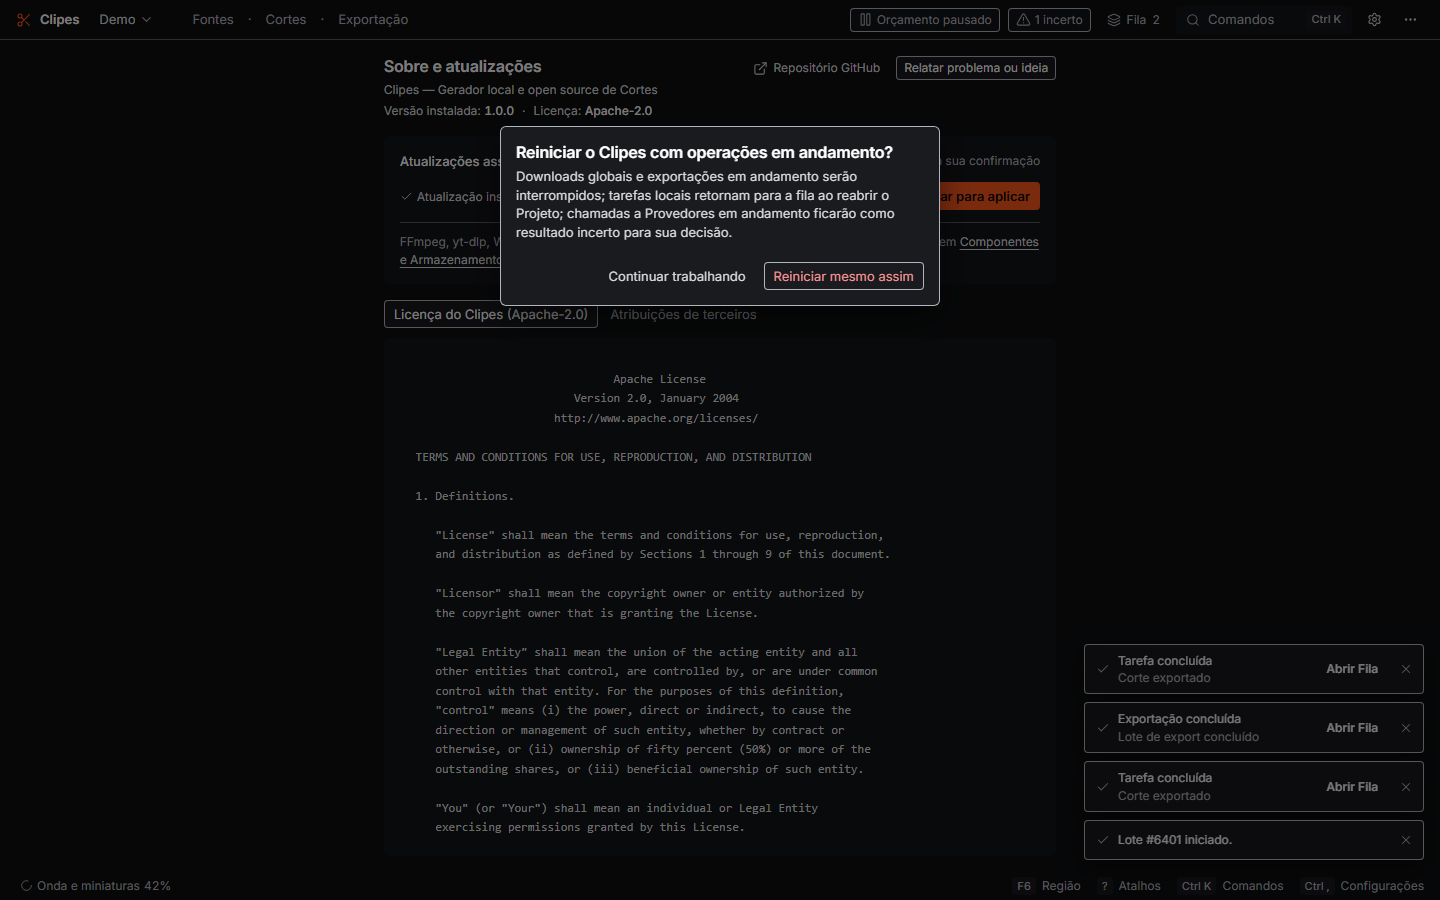 Clipes Demo Fontes · Cortes · Exportação Orçamento pausado 1 incerto Fila 2 Comandos Ctrl K
Sobre e atualizações
Repositório GitHub
Relatar problema ou ideia
Clipes — Gerador local e open source de Cortes
Versão instalada: 1.0.0 · Licença: Apache-2.0
Reiniciar o Clipes com operações em andamento?
Downloads globais e exportações em andamento serão
interrompidos; tarefas locais retornam para a fila ao reabrir o
Projeto; chamadas a Provedores em andamento ficarão como
resultado incerto para sua decisão.
Continuar trabalhando
Reiniciar mesmo assim
Atualizações
sua confirmação
Atualização
para aplicar
FFmpeg, yt-dlp,
em Componentes
e Armazenamento
Licença do Clipes (Apache-2.0)
Atribuições de terceiros
Apache License
Version 2.0, January 2004
http://www.apache.org/licenses/
TERMS AND CONDITIONS FOR USE, REPRODUCTION, AND DISTRIBUTION
1. Definitions.
"License" shall mean the terms and conditions for use, reproduction,
and distribution as defined by Sections 1 through 9 of this document.
"Licensor" shall mean the copyright owner or entity authorized by
the copyright owner that is granting the License.
"Legal Entity" shall mean the union of the acting entity and all
other entities that control, are controlled by, or are under common
control with that entity. For the purposes of this definition,
"control" means (i) the power, direct or indirect, to cause the
direction or management of such entity, whether by contract or
otherwise, or (ii) ownership of fifty percent (50%) or more of the
outstanding shares, or (iii) beneficial ownership of such entity.
"You" (or "Your") shall mean an individual or Legal Entity
exercising permissions granted by this License.
Tarefa concluída
Corte exportado
Abrir Fila
Exportação concluída
Lote de export concluído
Abrir Fila
Tarefa concluída
Corte exportado
Abrir Fila
Lote #6401 iniciado.
Onda e miniaturas 42%
F6 Região ? Atalhos Ctrl K Comandos Ctrl , Configurações